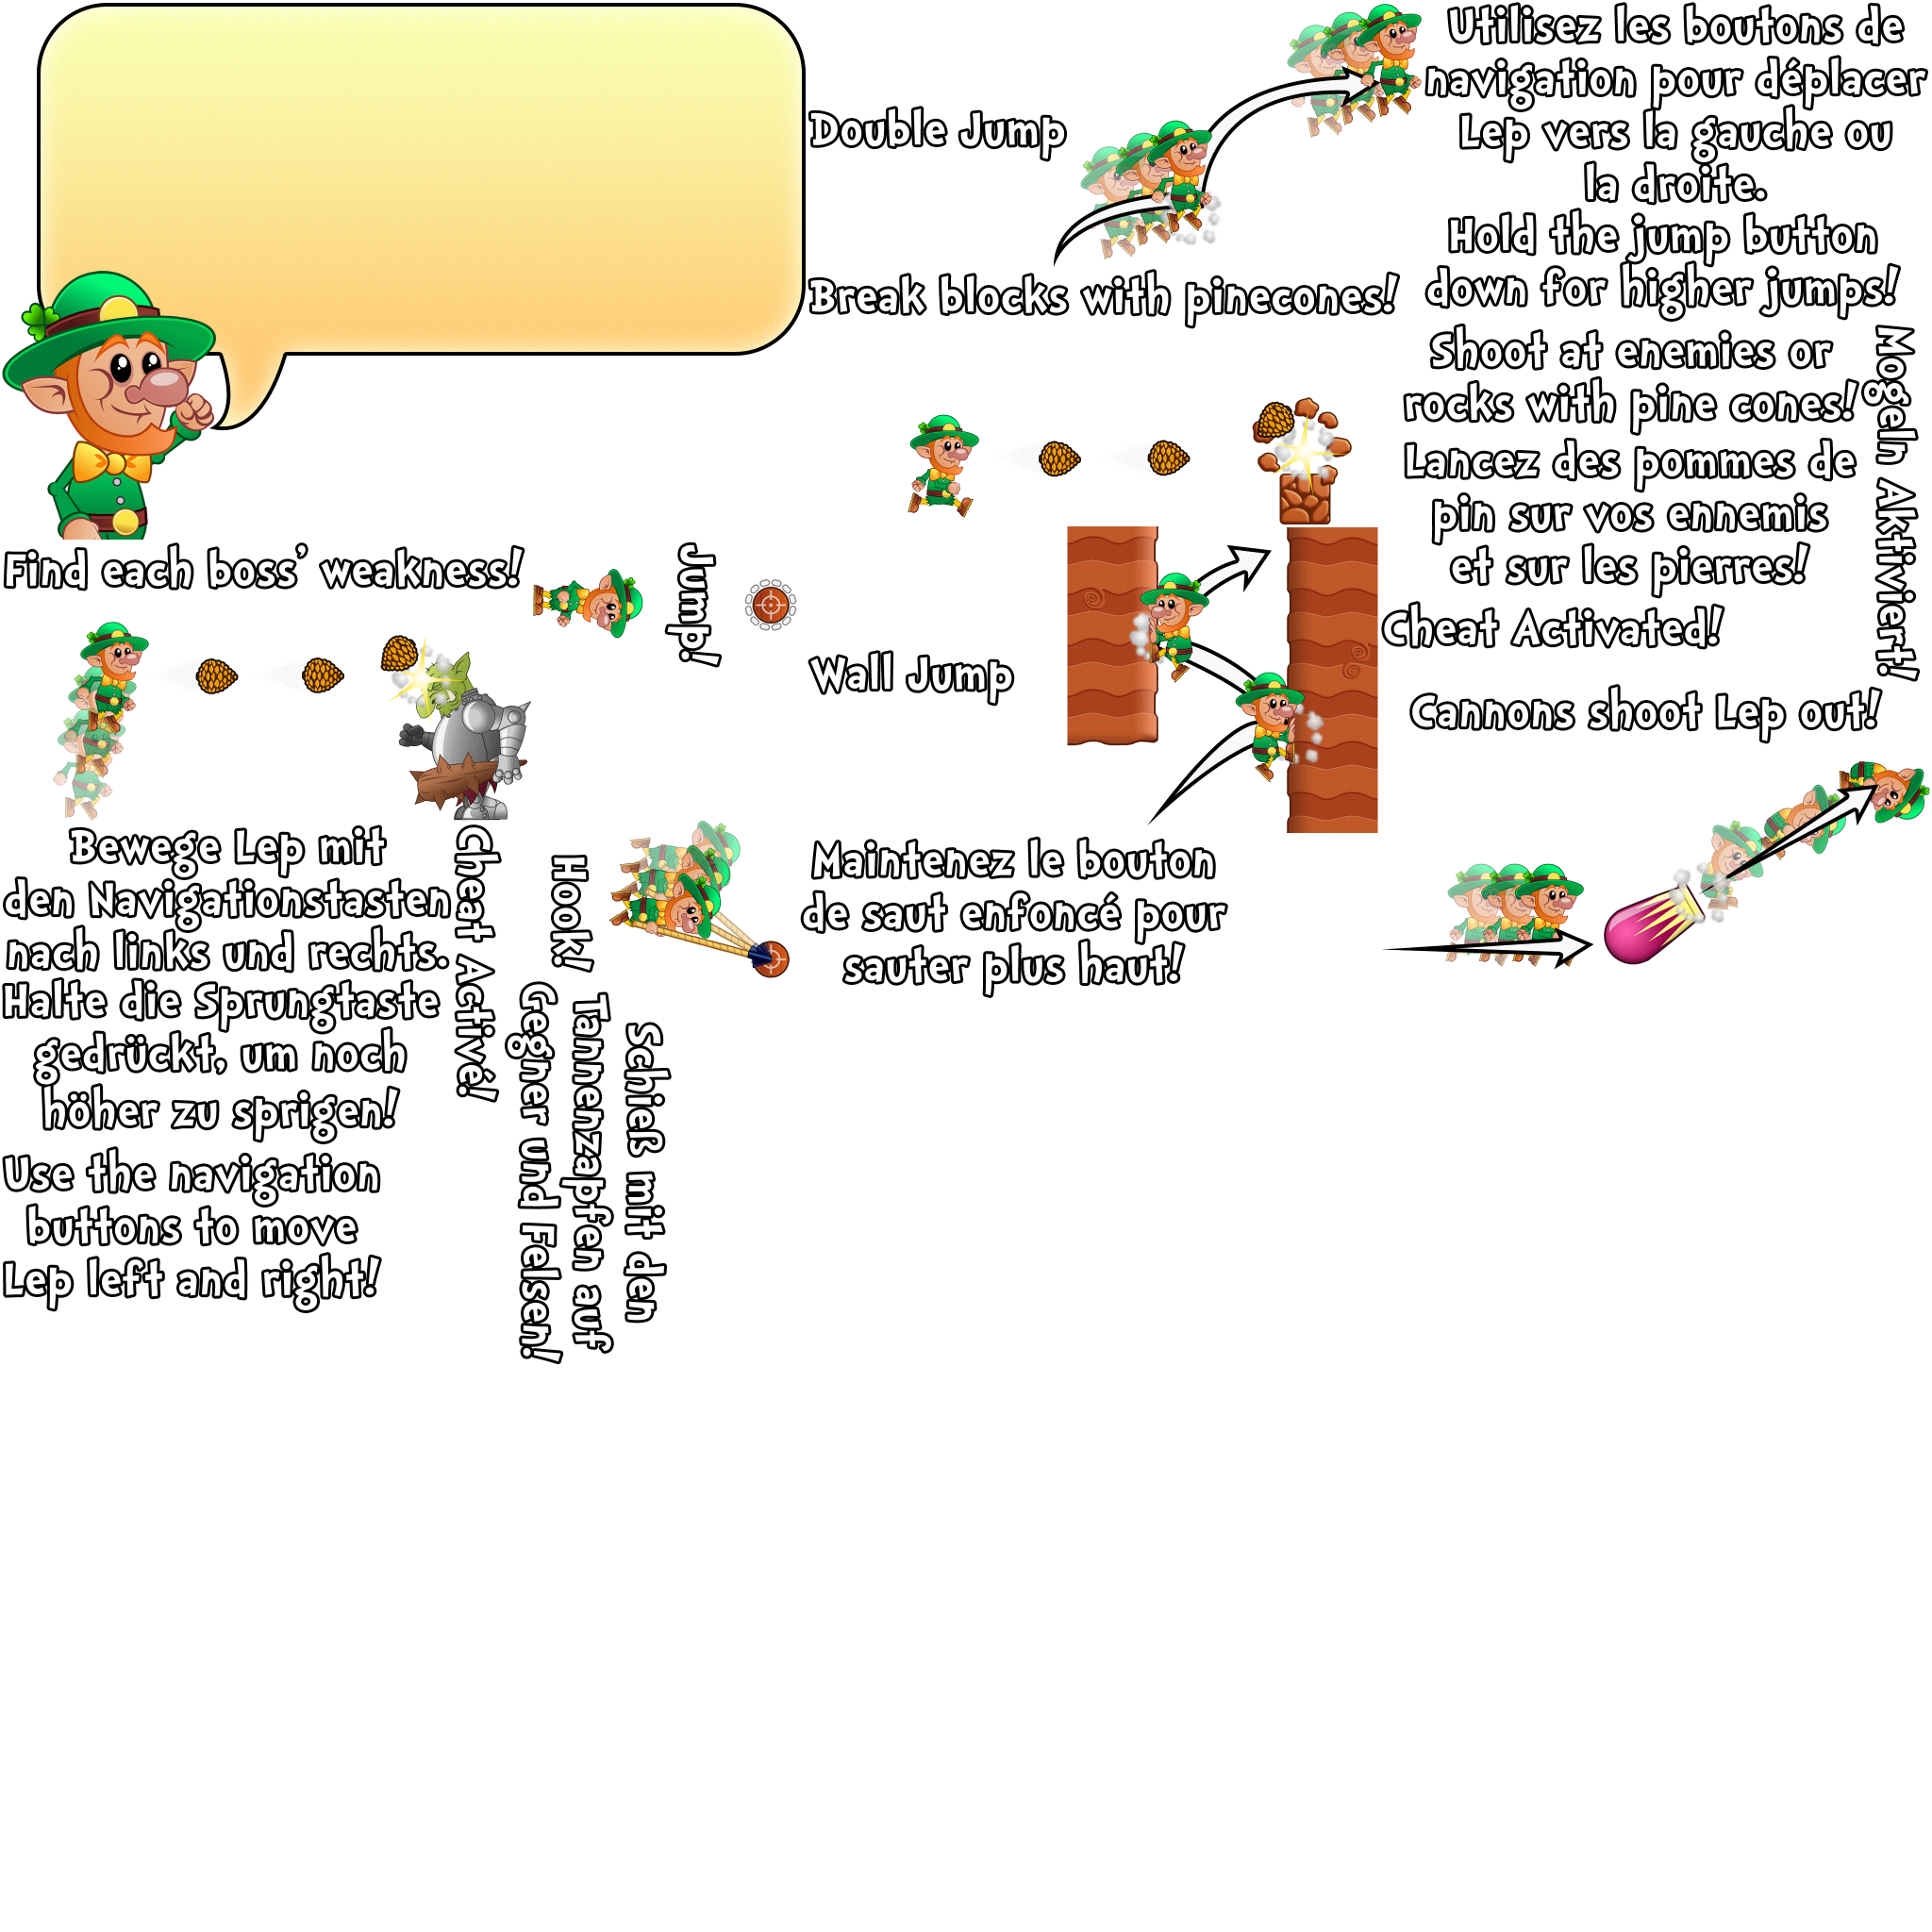 Double Jump
Break blocks with pinecones!
Utilisez les boutons de
navigation pour déplacer
Lep vers la gauche ou
la droite.
Hold the jump button
down for higher jumps!
Shoot at enemies or
rocks with pine cones!
Lancez des pommes de
pin sur vos ennemis
et sur les pierres!
Mogeln Aktiviert!
Cheat Activated!
Cannons shoot Lep out!
Find each boss' weakness!
Jump!
Wall Jump
Bewege Lep mit
den Navigationstasten
nach links und rechts.
Halte die Sprungtaste
gedrückt, um noch
höher zu sprigen!
Use the navigation
buttons to move
Lep left and right!
Cheat Activé!
Hook!
Schieß mit den
Tannenzapfen auf
Gegner und Felsen!
Maintenez le bouton
de saut enfoncé pour
sauter plus haut!